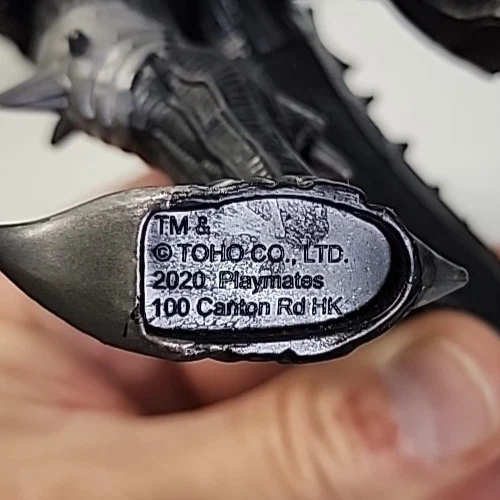 TM &
© TOHO CO., LTD.
2020 Playmates
100 Canton Rd HK